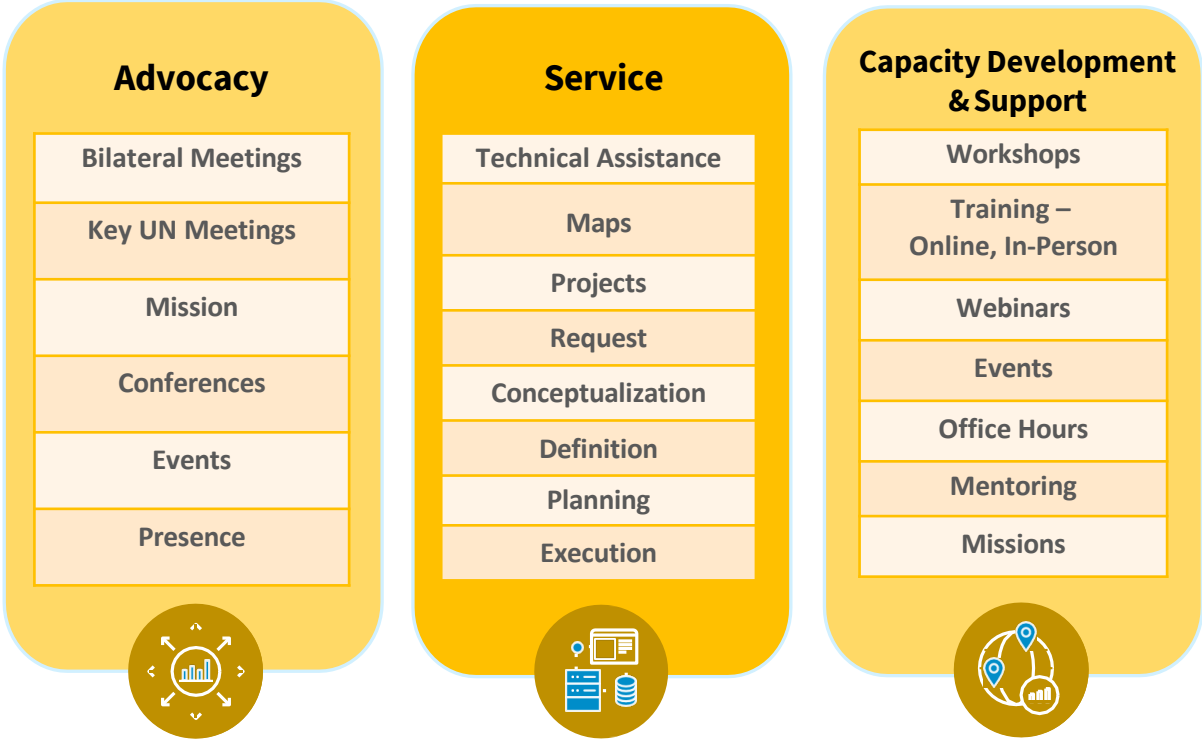 Advocacy
Bilateral Meetings
Key UN Meetings
Mission
Conferences
Events
Presence
Service
Technical Assistance
Maps
Projects
Request
Conceptualization
Definition
Planning
Execution
Capacity Development
& Support
Workshops
Training –
Online, In-Person
Webinars
Events
Office Hours
Mentoring
Missions